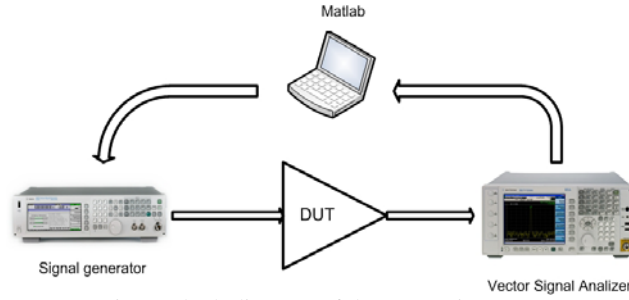 Matlab
DUT
Signal generator
Vector Signal Analizer